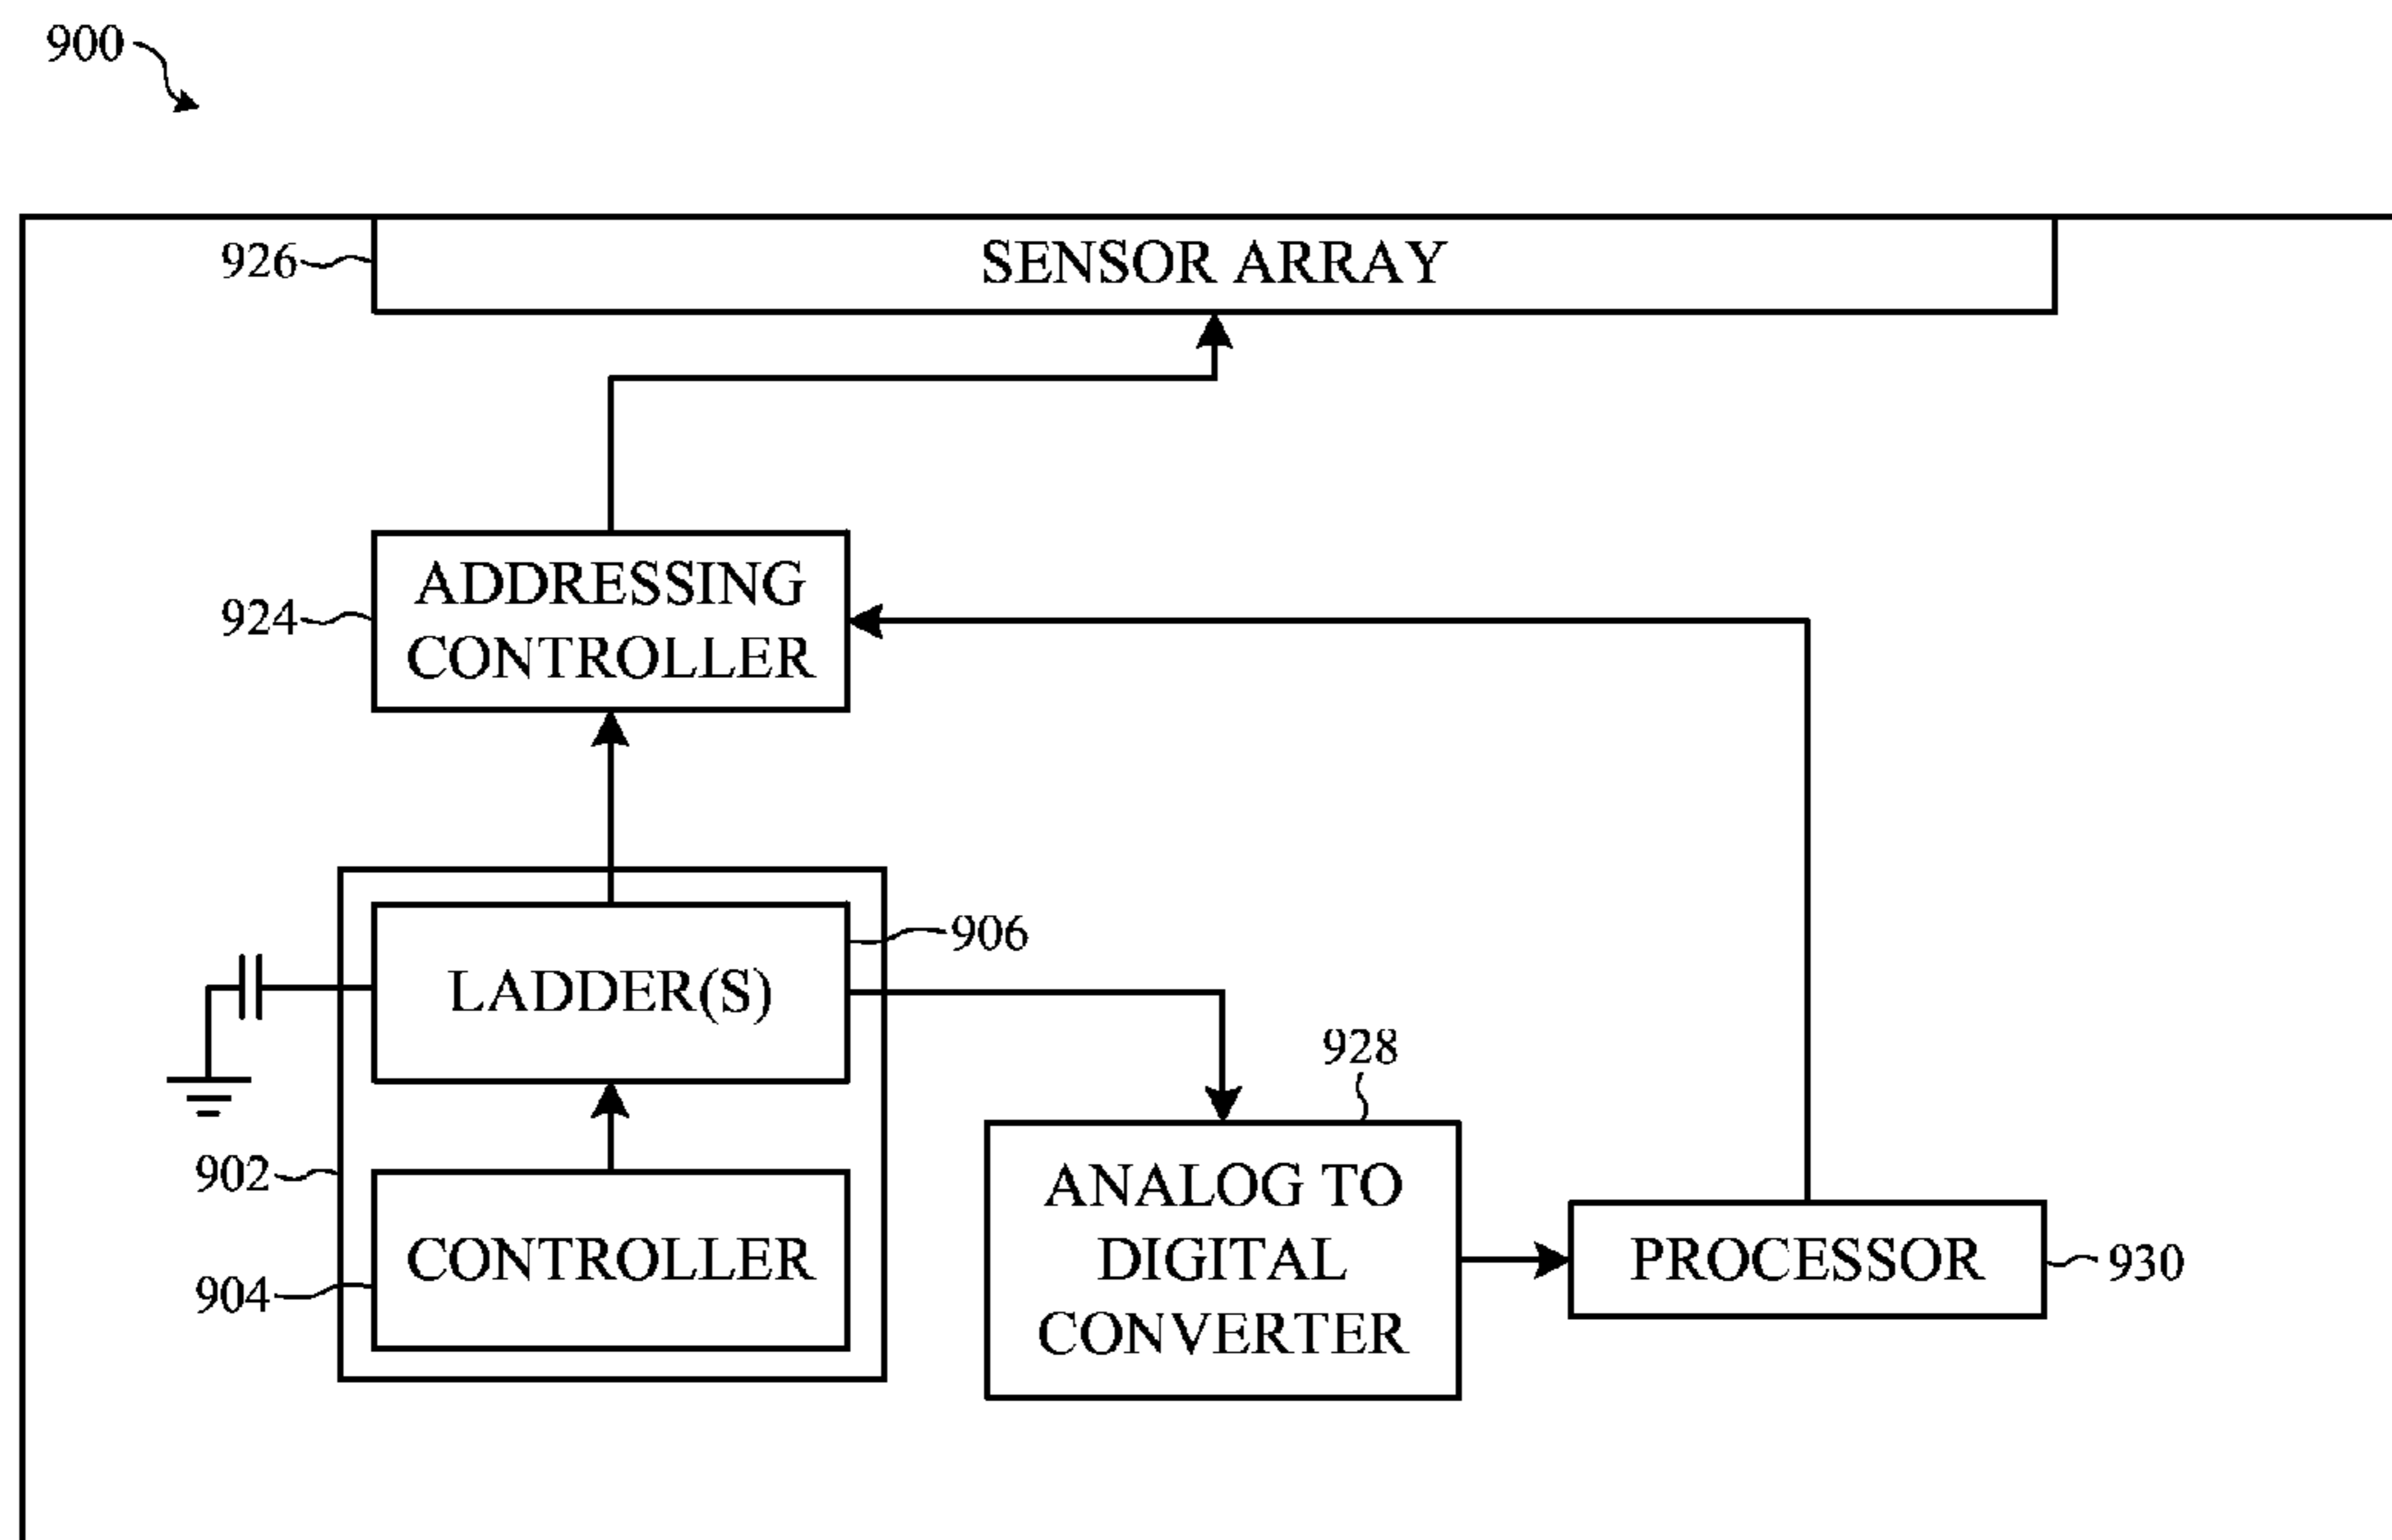 900
926
SENSOR ARRAY
924
ADDRESSING
CONTROLLER
906
LADDER(S)
928
902
904
CONTROLLER
ANALOG TO
DIGITAL
CONVERTER
PROCESSOR
930